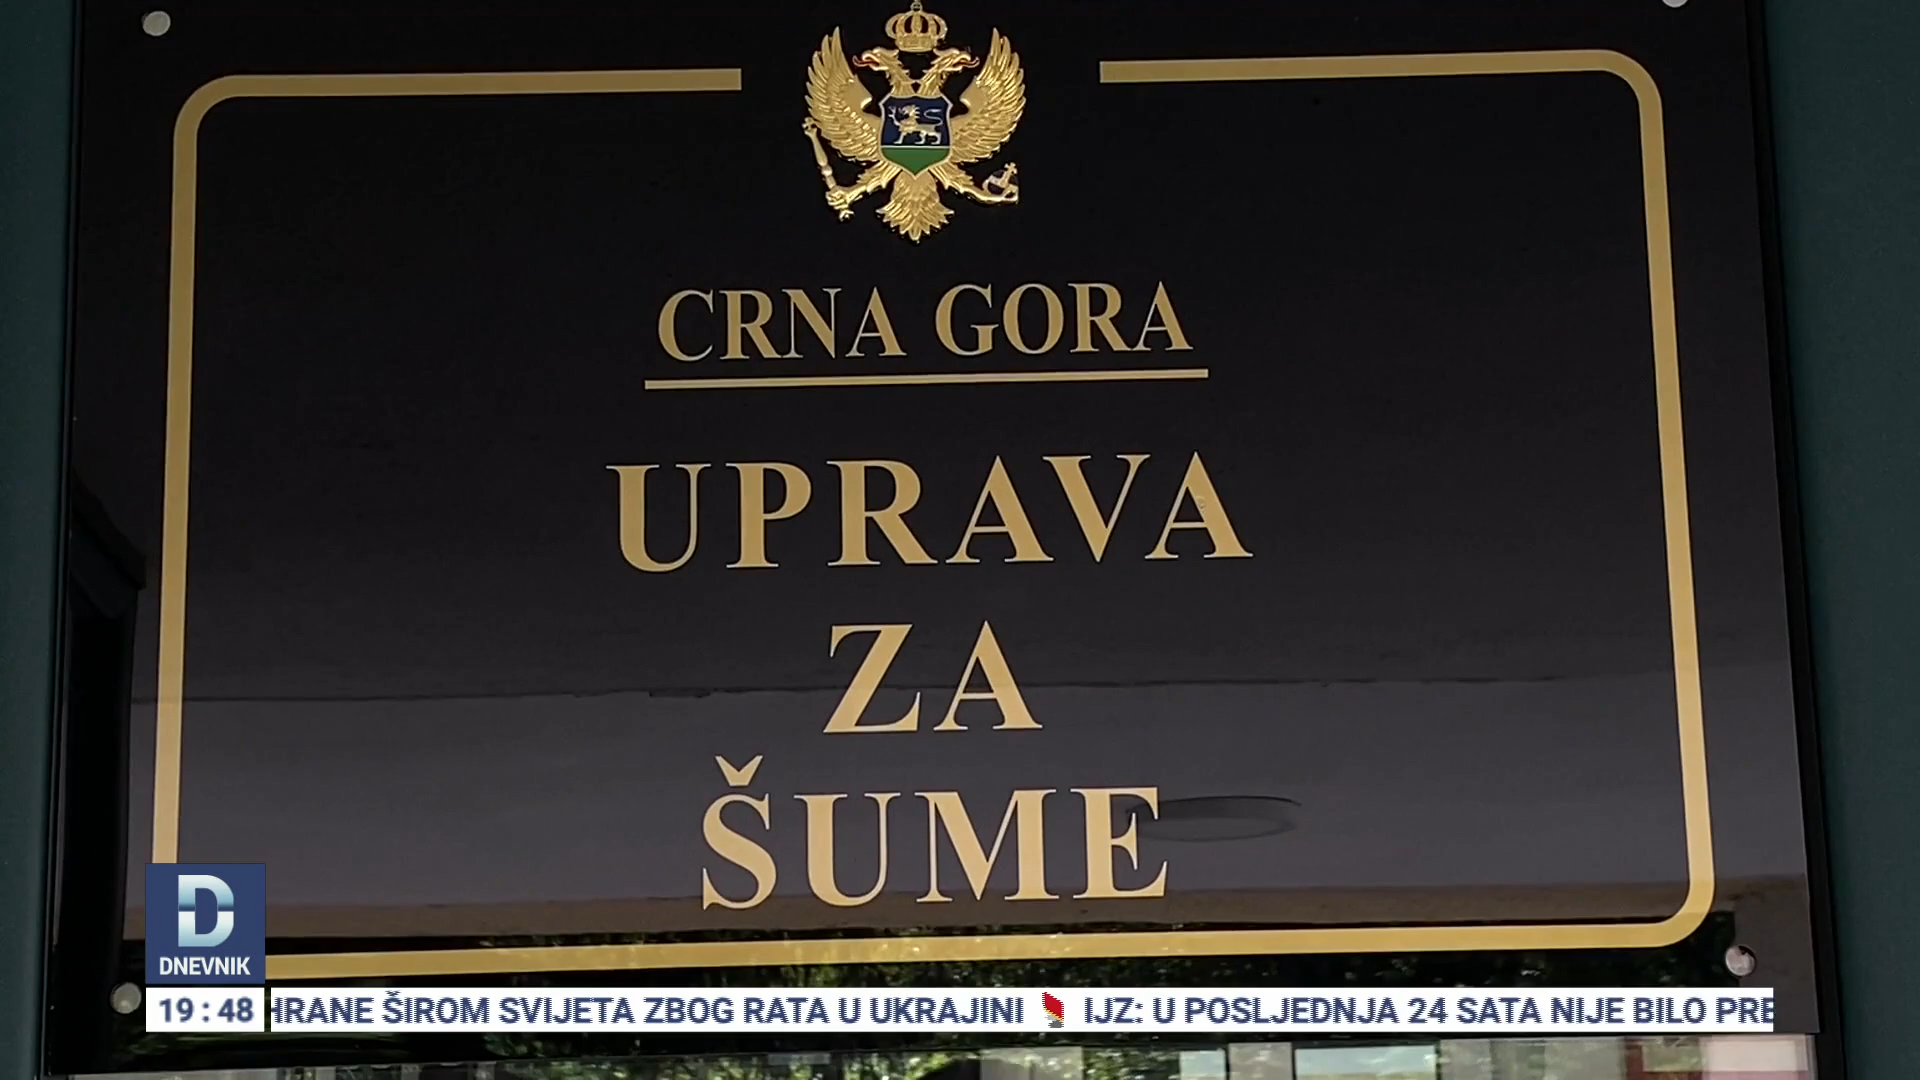 CRNA GORA
UPRAVA
ZA
ŠUME
D
DNEVNIK
19:48 HRANE ŠIROM SVIJETA ZBOG RATA U UKRAJINI IJZ: U POSLJEDNJA 24 SATA NIJE BILO